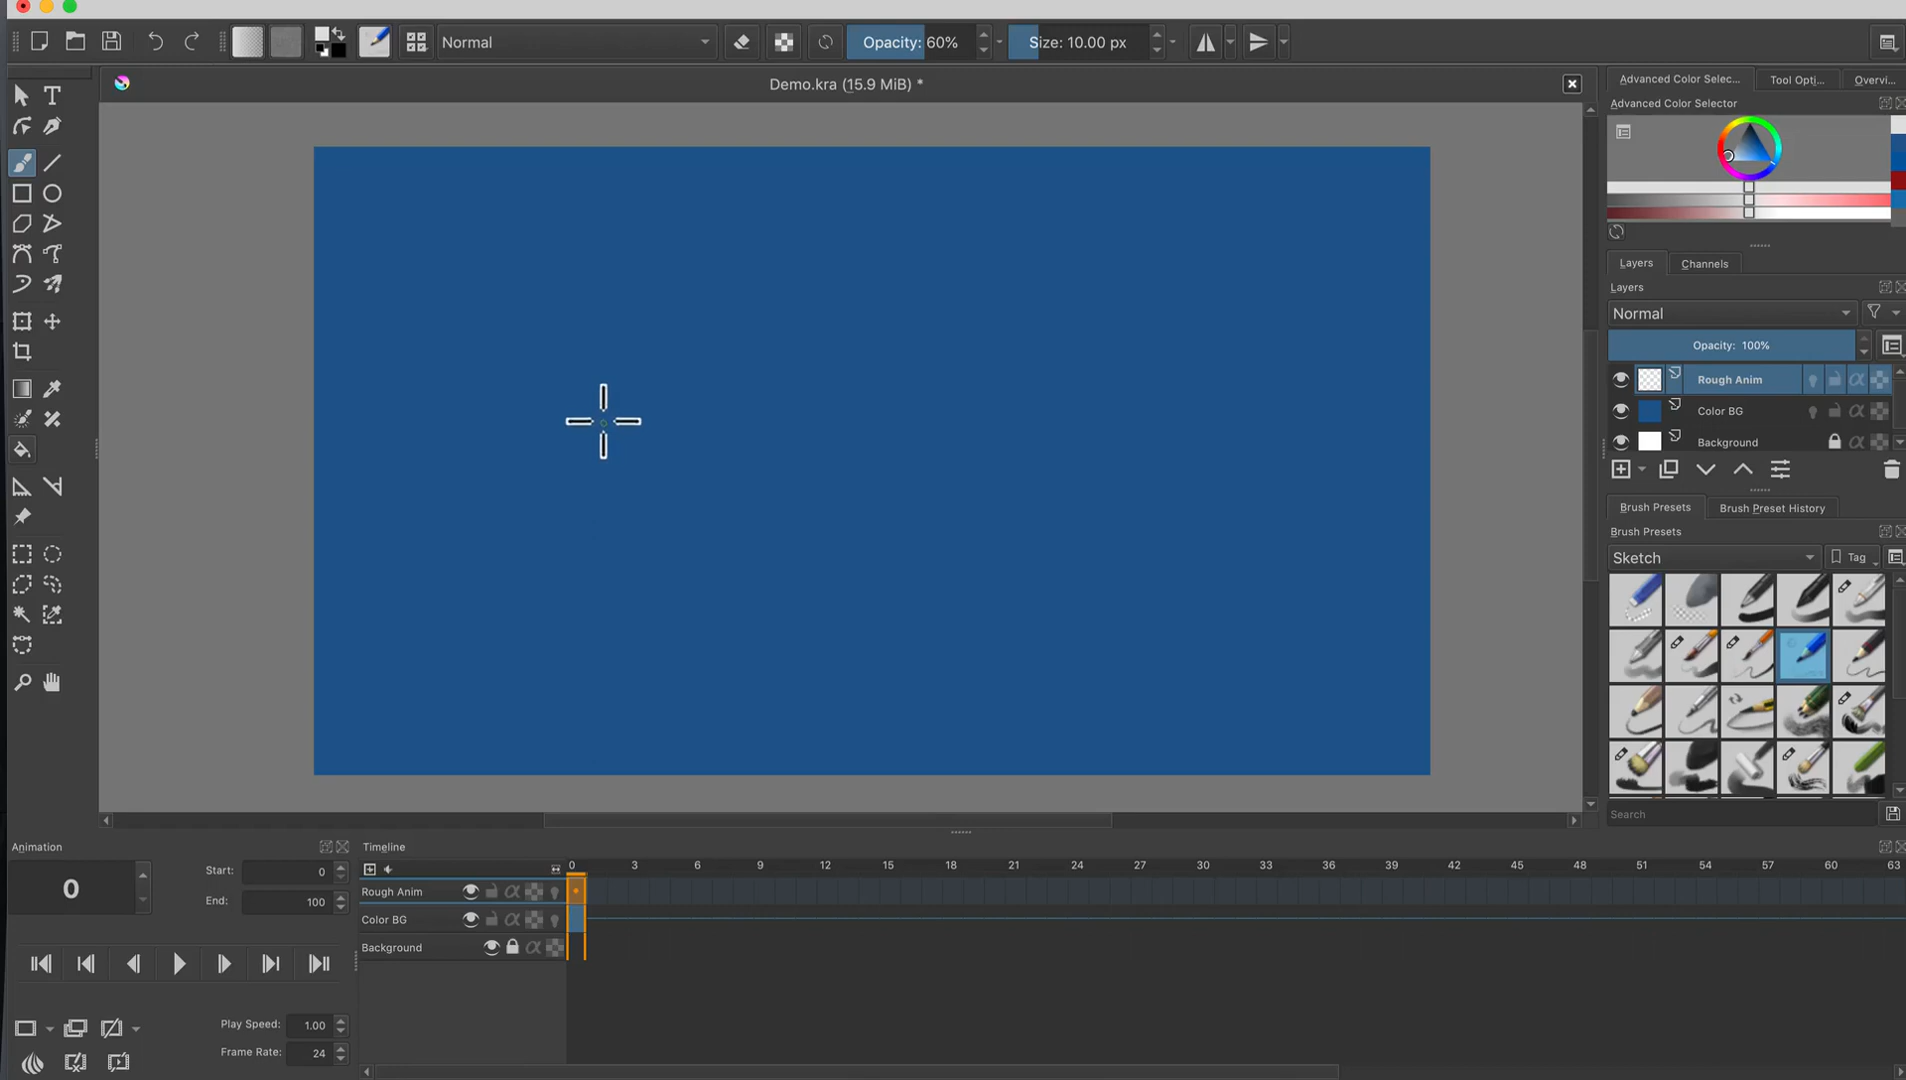 Normal
Opacity: 60%
Size: 10.00 px
Demo.kra (15.9 MiB) *
Advanced Color Selec...
Tool Opti...
Overvi...
Advanced Color Selector
Layers
Channels
Layers
Normal
Opacity: 100%
Rough Anim
Color BG
Background
Brush Presets
Brush Preset History
Brush Presets
Sketch
Tag
Search
Animation
Timeline
0
Start: 0
End: 100
0 3 6 9 12 15 18 21 24 27 30 33 36 39 42 45 48 51 54 57 60 63
Rough Anim
Color BG
Background
Play Speed: 1.00
Frame Rate: 24